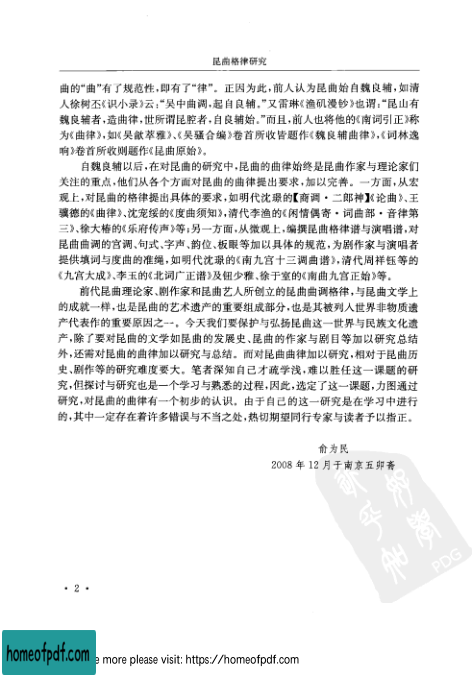 昆曲格律研究
曲的“曲”有了规范性,即有了“律”。正因为此,前人认为昆曲始自魏良辅,如清
人徐树丕《识小录》云:“吴中曲调,起自良辅。”又雷琳《渔矶漫钞》也谓:“昆山有
魏良辅者,造曲律,世所谓昆腔者,自良辅始。”而且,前人也将他的《南词引正》称
为《曲律》,如《吴歈萃雅》、《吴骚合编》卷首所收皆题作《魏良辅曲律》,《词林逸
响》卷首所收则题作《昆曲原始》。
自魏良辅以后,在对昆曲的研究中,昆曲的曲律始终是昆曲作家与理论家们
关注的重点,他们从各个方面对昆曲的曲律提出要求,加以完善。一方面,从宏
观上,对昆曲的格律提出具体的要求,如明代沈璟的【商调·二郎神】《论曲》、王
骥德的《曲律》、沈宠绥的《度曲须知》,清代李渔的《闲情偶寄·词曲部·音律第
三》、徐大椿的《乐府传声》等;另一方面,从微观上,编撰昆曲格律谱与演唱谱,对
昆曲曲调的宫调、句式、字声、韵位、板眼等加以具体的规范,为剧作家与演唱者
提供填词与度曲的准绳,如明代沈璟的《南九宫十三调曲谱》,清代周祥钰等的
《九宫大成》、李玉的《北词广正谱》及钮少雅、徐于室的《南曲九宫正始》等。
前代昆曲理论家、剧作家和昆曲艺人所创立的昆曲曲调格律,与昆曲文学上
的成就一样,也是昆曲的艺术遗产的重要组成部分,也是其被列入世界非物质遗
产代表作的重要原因之一。今天我们要保护与弘扬昆曲这一世界与民族文化遗
产,除了要对昆曲的文学如昆曲的发展史、昆曲的作家与剧目等加以研究总结
外,还需对昆曲的曲律加以研究与总结。而对昆曲曲律加以研究,相对于昆曲历
史、剧作等的研究难度要大。笔者深知自己才疏学浅,难以胜任这一课题的研
究,但探讨与研究也是一个学习与熟悉的过程,因此,选定了这一课题,力图通过
研究,对昆曲的曲律有一个初步的认识。由于自己的这一研究是在学习中进行
的,其中一定存在着许多错误与不当之处,热切期望同行专家与读者予以指正。
俞为民
2008 年 12 月于南京五卯斋
PDG
· 2 ·
homeofpdf.com
e more please visit: https://homeofpdf.com